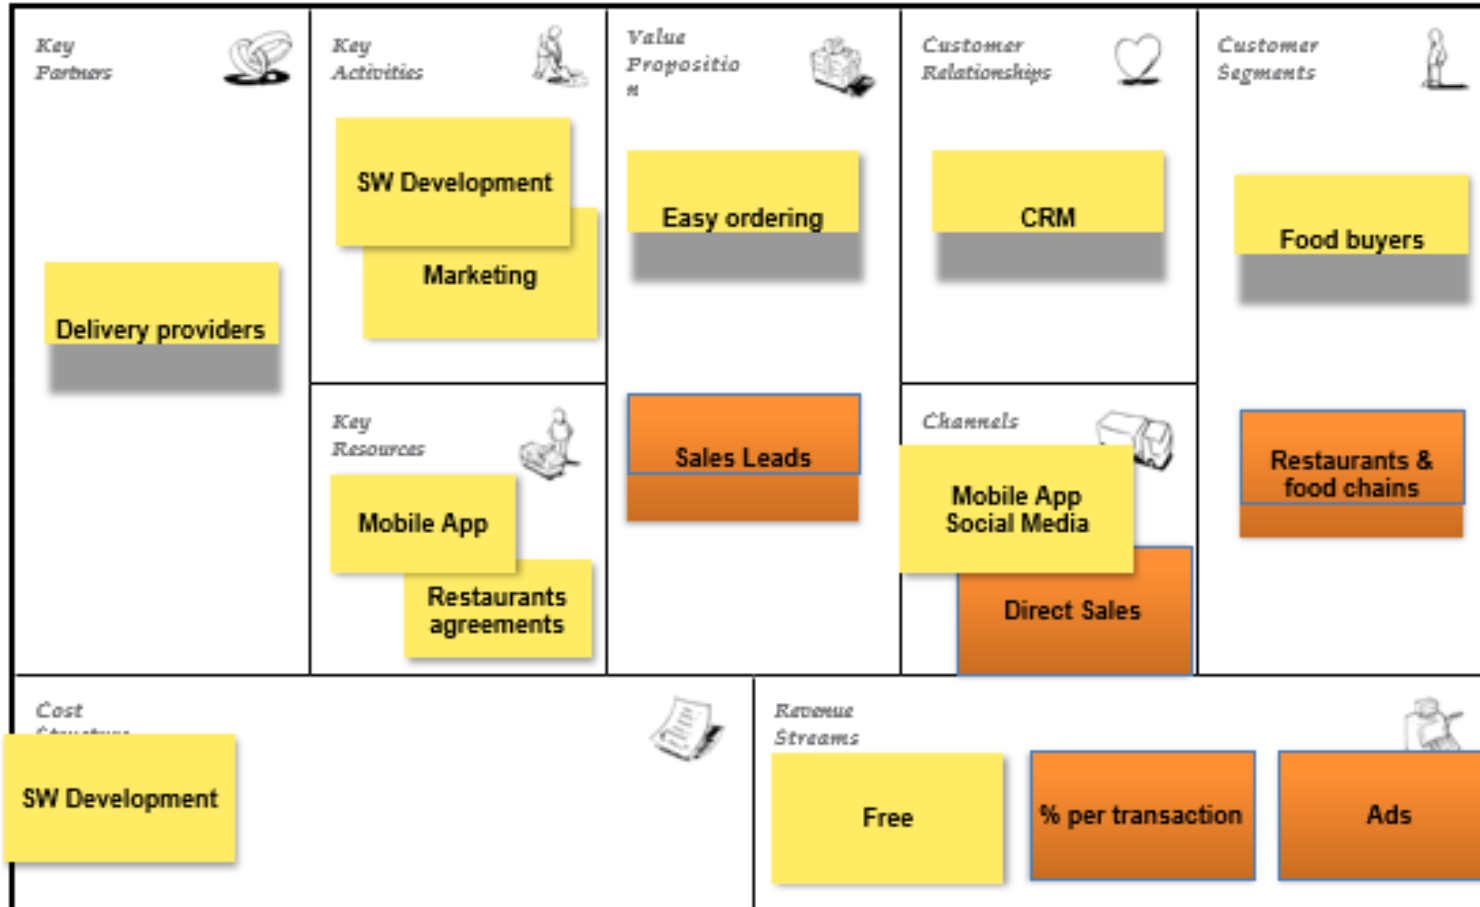 Key
Partners
Delivery providers
Key
Activities
SW Development
Marketing
Key
Resources
Mobile App
Restaurants
agreements
Value
Propositio
n
Easy ordering
Sales Leads
Customer
Relationships
CRM
Channels
Mobile App
Social Media
Direct Sales
Customer
Segments
Food buyers
Restaurants &
food chains
Cost
Structure
SW Development
Revenue
Streams
Free
% per transaction
Ads